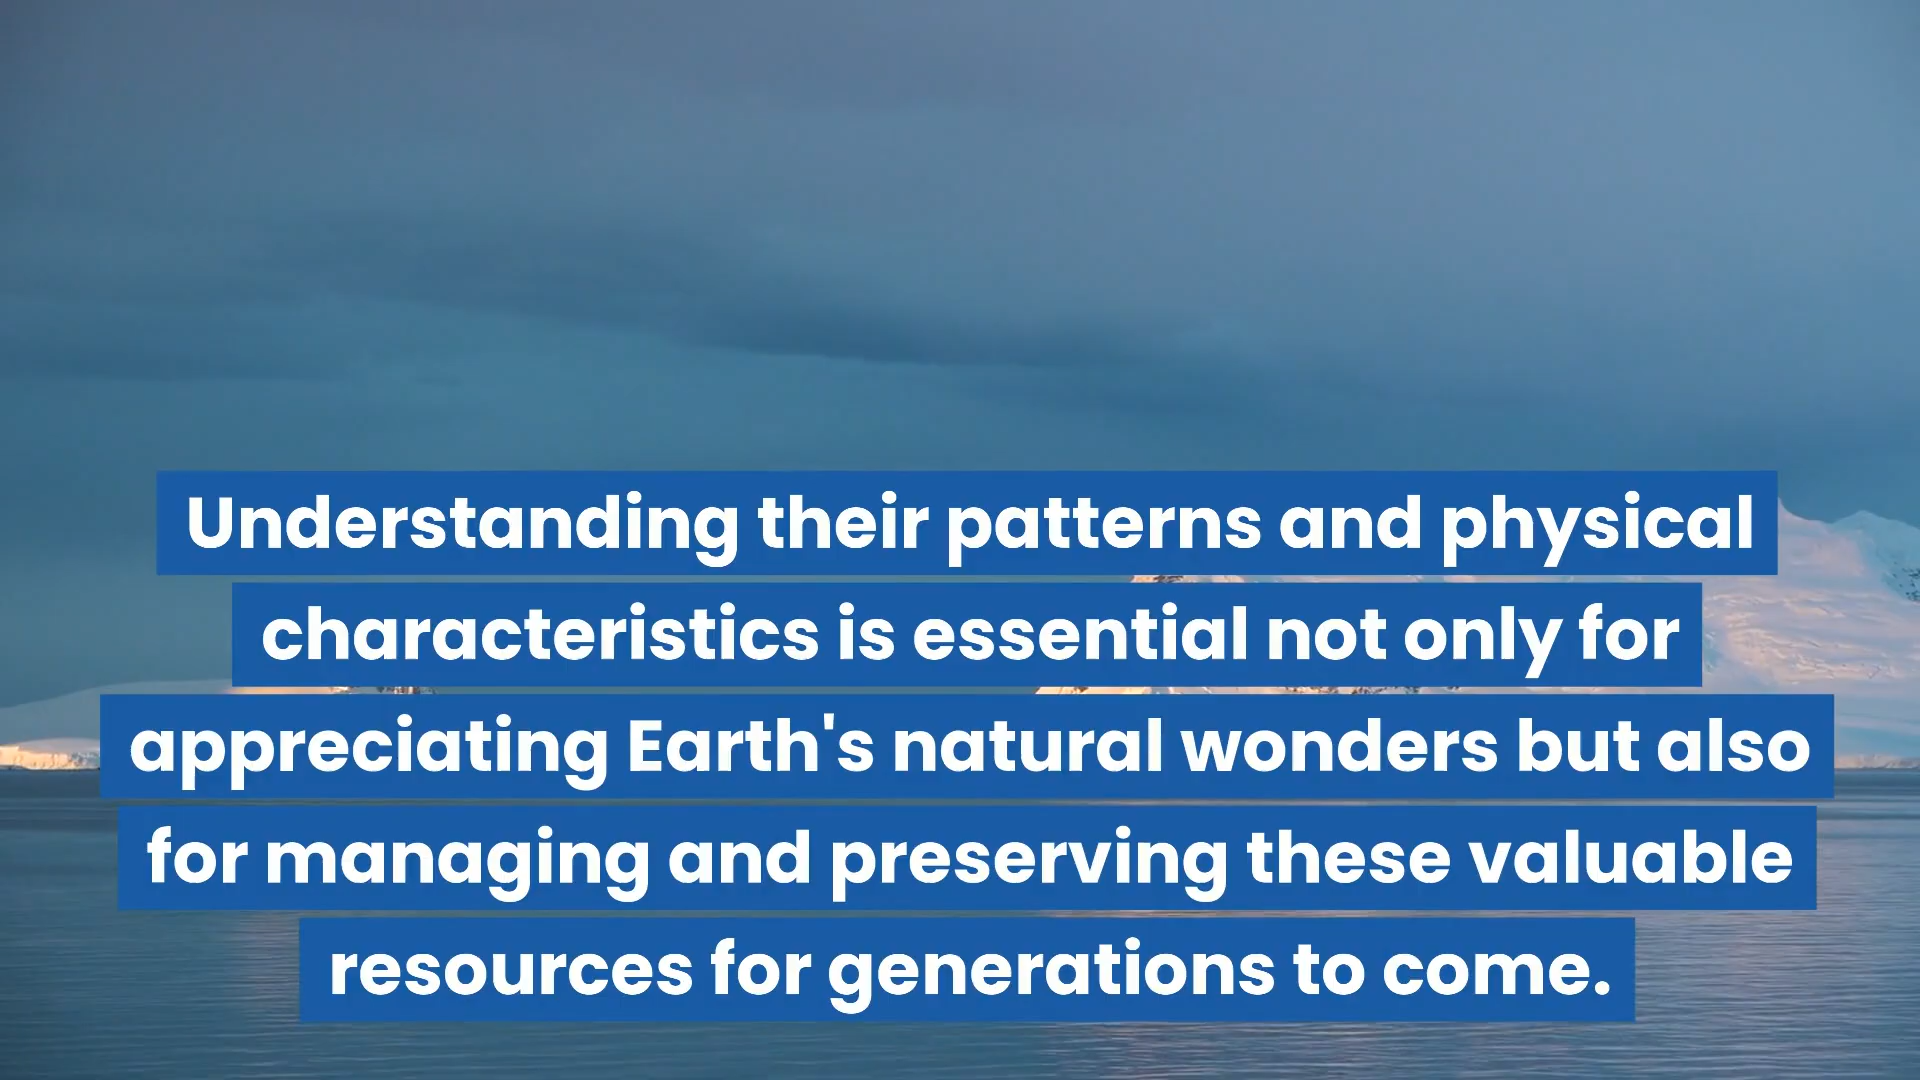 Understanding their patterns and physical
characteristics is essential not only for
appreciating Earth's natural wonders but also
for managing and preserving these valuable
resources for generations to come.